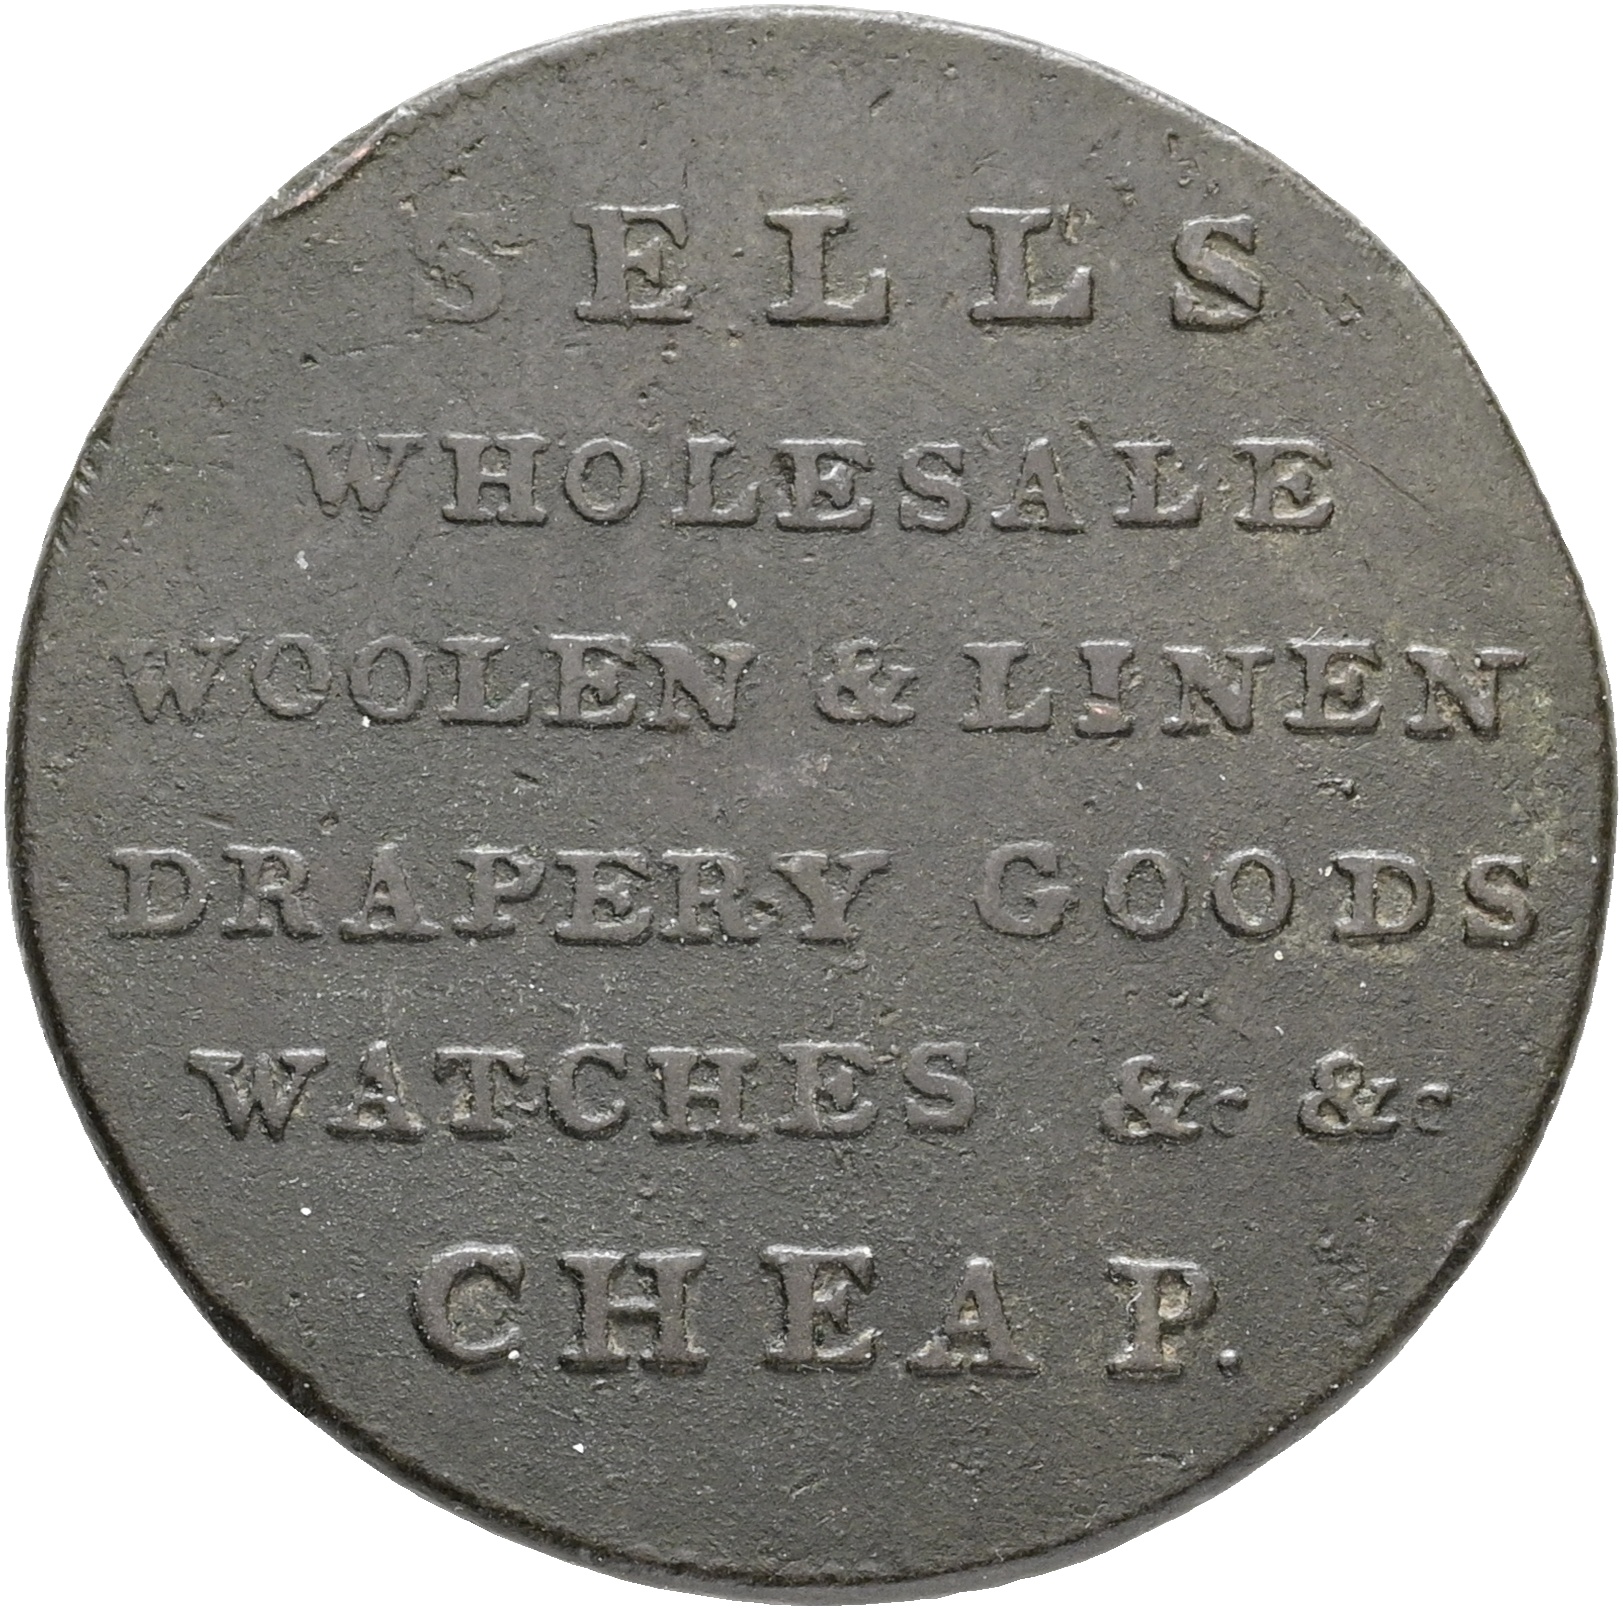 SELLS
WHOLESALE
WOOLEN & LINEN
DRAPERY GOODS
WATCHES &c &c
CHEAP.